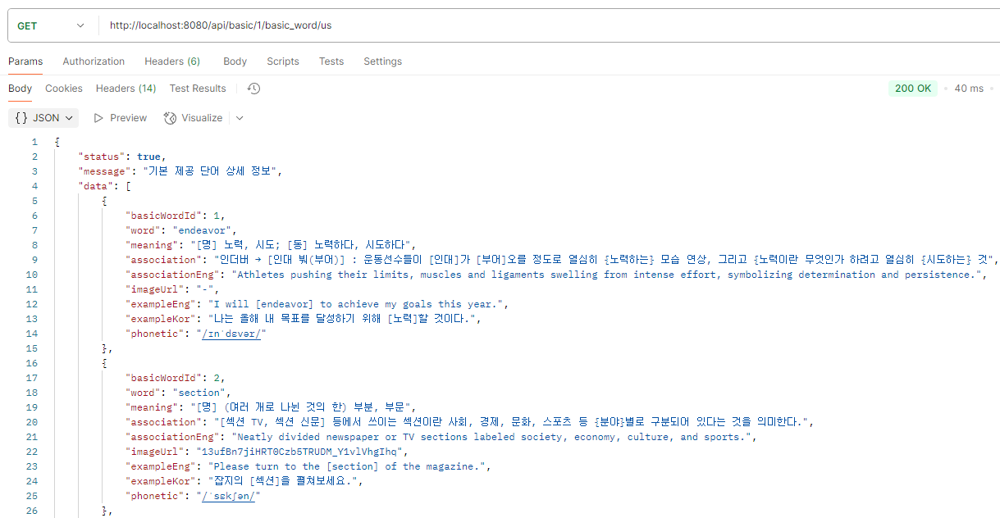 GET http://localhost:8080/api/basic/1/basic_word/us
Params Authorization Headers (6) Body Scripts Tests Settings
Body Cookies Headers (14) Test Results 200 OK • 40 ms •
{} JSON Preview Visualize
1 {
2 "status": true,
3 "message": "기본 제공 단어 상세 정보",
4 "data": [
5 {
6 "basicWordId": 1,
7 "word": "endeavor",
8 "meaning": "[명] 노력, 시도; [동] 노력하다, 시도하다",
9 "association": "인더버 → [인대 붜(부어)] : 운동선수들이 [인대]가 [부어]오를 정도로 열심히 {노력하는} 모습 연상, 그리고 {노력이란 무엇인가 하려고 열심히 {시도하는} 것",
10 "associationEng": "Athletes pushing their limits, muscles and ligaments swelling from intense effort, symbolizing determination and persistence.",
11 "imageUrl": "-",
12 "exampleEng": "I will [endeavor] to achieve my goals this year.",
13 "exampleKor": "나는 올해 내 목표를 달성하기 위해 [노력]할 것이다.",
14 "phonetic": "/ɪnˈdɛvər/"
15 },
16 {
17 "basicWordId": 2,
18 "word": "section",
19 "meaning": "[명] (여러 개로 나뉜 것의 한) 부분, 부문",
20 "association": "[섹션 TV, 섹션 신문] 등에서 쓰이는 섹션이란 사회, 경제, 문화, 스포츠 등 {분야}별로 구분되어 있다는 것을 의미한다.",
21 "associationEng": "Neatly divided newspaper or TV sections labeled society, economy, culture, and sports.",
22 "imageUrl": "13ufBn7jiHRT0Czb5TRUDM_Y1vlVhgIhq",
23 "exampleEng": "Please turn to the [section] of the magazine.",
24 "exampleKor": "잡지의 [섹션]을 펼쳐보세요.",
25 "phonetic": "/ˈsɛkʃən/"
26 },